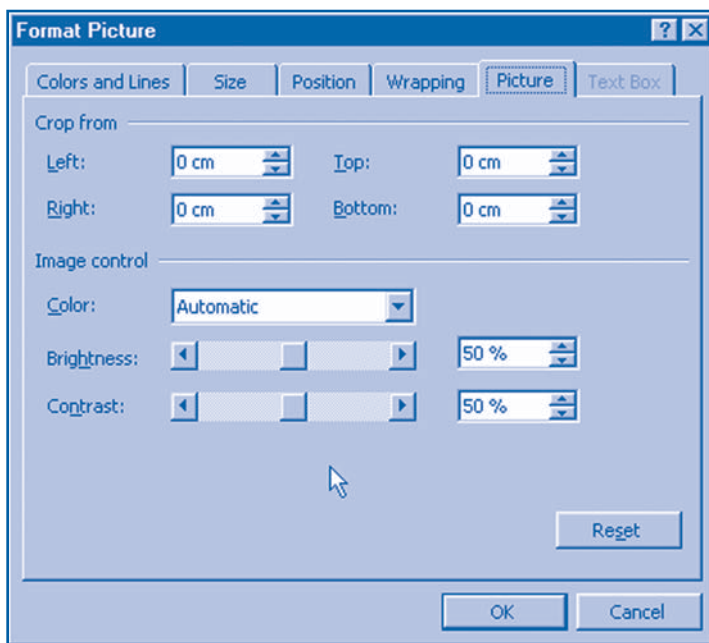 Format Picture
Colors and Lines Size Position Wrapping Picture Text Box
Crop from
Left: 0 cm Top: 0 cm
Right: 0 cm Bottom: 0 cm
Image control
Color: Automatic
Brightness: 50 %
Contrast: 50 %
Reset
OK Cancel